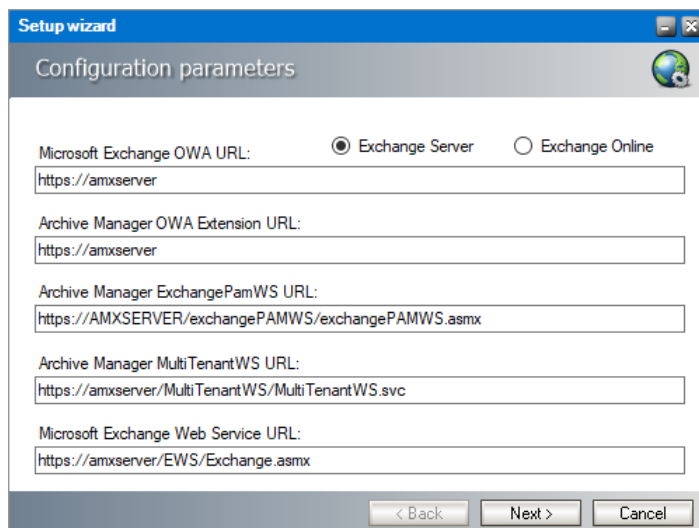 Setup wizard
Configuration parameters
Microsoft Exchange OWA URL: Exchange Server Exchange Online
https://amxserver
Archive Manager OWA Extension URL:
https://amxserver
Archive Manager ExchangePamWS URL:
https://AMXSERVER/exchangePAMWS/exchangePAMWS.asmx
Archive Manager MultiTenantWS URL:
https://amxserver/MultiTenantWS/MultiTenantWS.svc
Microsoft Exchange Web Service URL:
https://amxserver/EWS/Exchange.asmx
< Back Next > Cancel